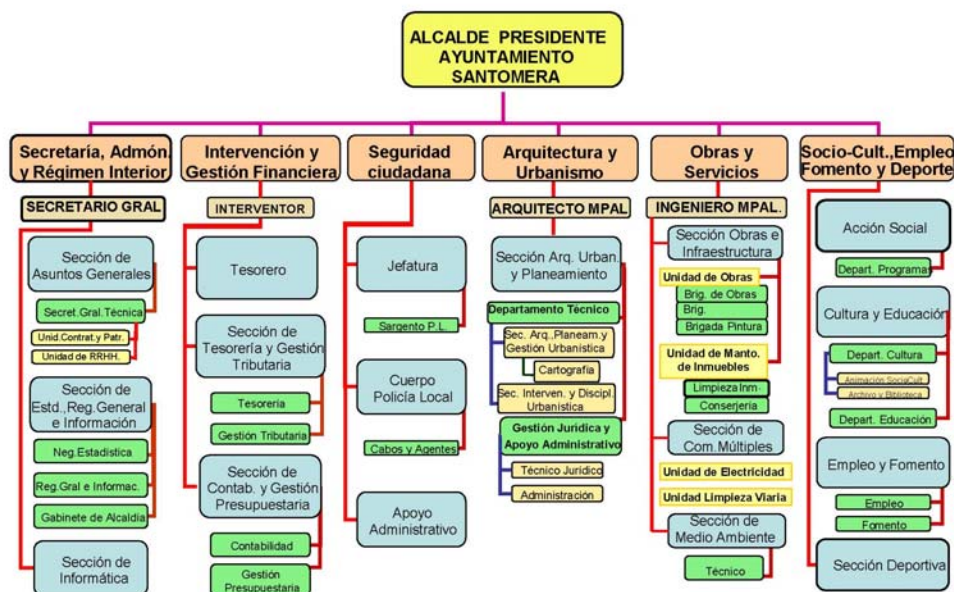 ALCALDE PRESIDENTE
AYUNTAMIENTO
SANTOMERA
Secretaría, Admón.
y Régimen Interior
SECRETARIO GRAL
Sección de
Asuntos Generales
Secret.Gral.Técnica
Unid.Contrat.y Patr.
Unidad de RRHH.
Sección de
Estd.,Reg.General
e Información
Neg.Estadística
Reg.Gral e Informac.
Gabinete de Alcaldía
Sección de
Informática
Intervención y
Gestión Financiera
INTERVENTOR
Tesorero
Sección de
Tesorería y Gestión
Tributaria
Tesorería
Gestión Tributaria
Sección de
Contab. y Gestión
Presupuestaria
Contabilidad
Gestión
Presupuestaria
Seguridad
ciudadana
Jefatura
Sargento P.L.
Cuerpo
Policía Local
Cabos y Agentes
Apoyo
Administrativo
Arquitectura y
Urbanismo
ARQUITECTO MPAL
Sección Arq. Urban.
y Planeamiento
Departamento Técnico
Sec. Arq.,Planeam.y
Gestión Urbanística
Cartografía
Sec. Interven. y Discipl.
Urbanística
Gestión Jurídica y
Apoyo Administrativo
Técnico Jurídico
Administración
Obras y
Servicios
INGENIERO MPAL.
Sección Obras e
Infraestructura
Unidad de Obras
Brig. de Obras
Brig.
Brigada Pintura
Unidad de Manto.
de Inmuebles
Limpieza Inm.
Conserjería
Sección de
Com.Múltiples
Unidad de Electricidad
Unidad Limpieza Viaria
Sección de
Medio Ambiente
Técnico
Socio-Cult.,Empleo
Fomento y Deporte
Acción Social
Depart. Programas
Cultura y Educación
Depart. Cultura
Animación SociaCult
Archivo y Biblioteca
Depart. Educación
Empleo y Fomento
Empleo
Fomento
Sección Deportiva